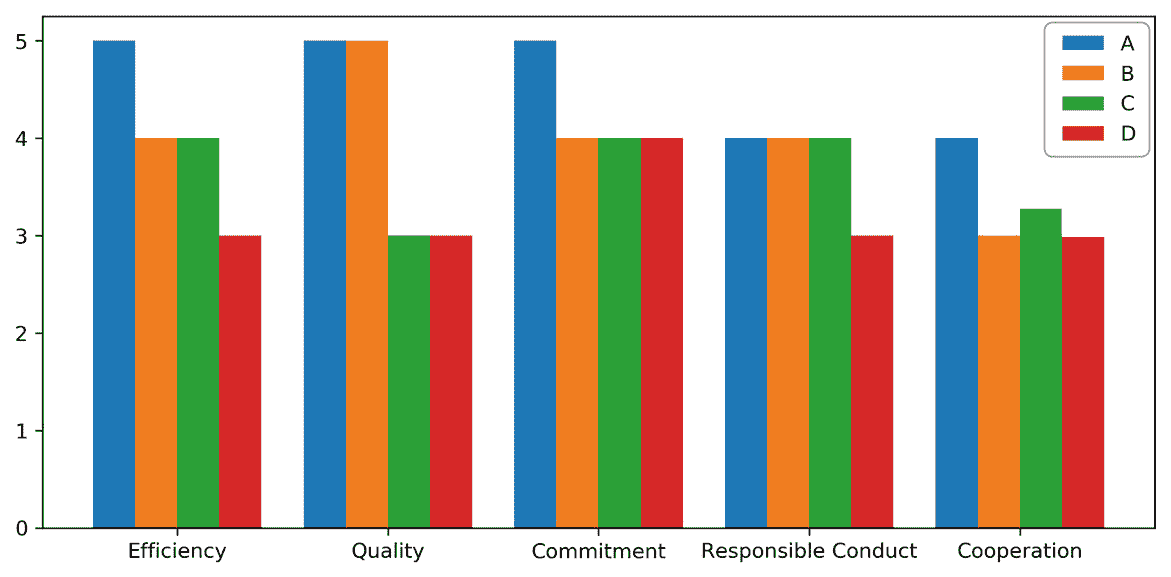 5
4
3
2
1
0
Efficiency Quality Commitment Responsible Conduct Cooperation
A
B
C
D